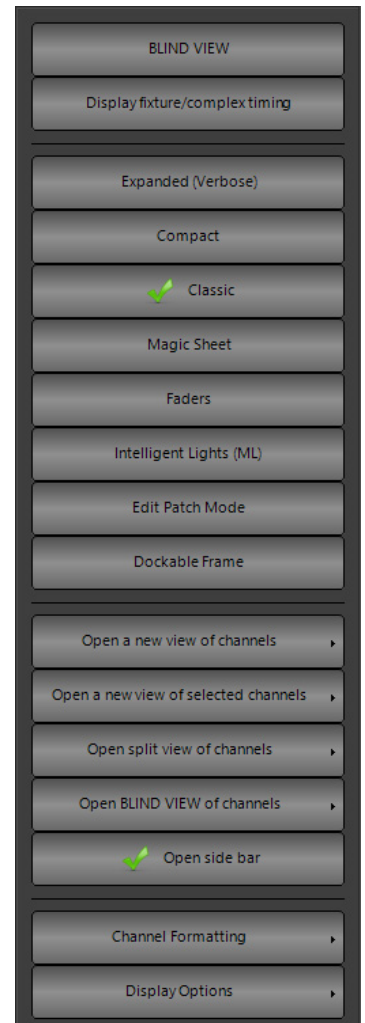 BLIND VIEW
Display fixture/complex timing
Expanded (Verbose)
Compact
Classic
Magic Sheet
Faders
Intelligent Lights (ML)
Edit Patch Mode
Dockable Frame
Open a new view of channels
Open a new view of selected channels
Open split view of channels
Open BLIND VIEW of channels
Open side bar
Channel Formatting
Display Options